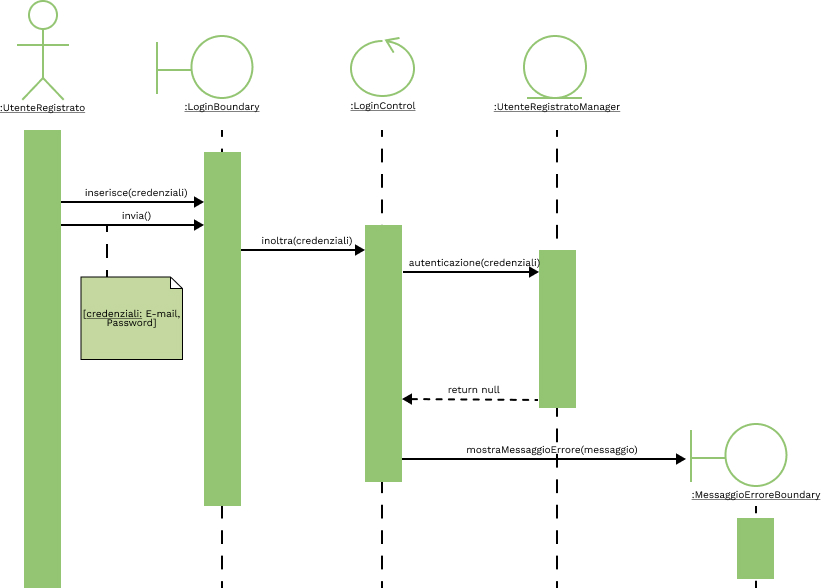 :UtenteRegistrato
:LoginBoundary
:LoginControl
:UtenteRegistratoManager
inserisce(credenziali)
invia()
inoltra(credenziali)
autenticazione(credenziali)
[credenziali: E-mail,
Password]
return null
mostraMessaggioErrore(messaggio)
:MessaggioErroreBoundary